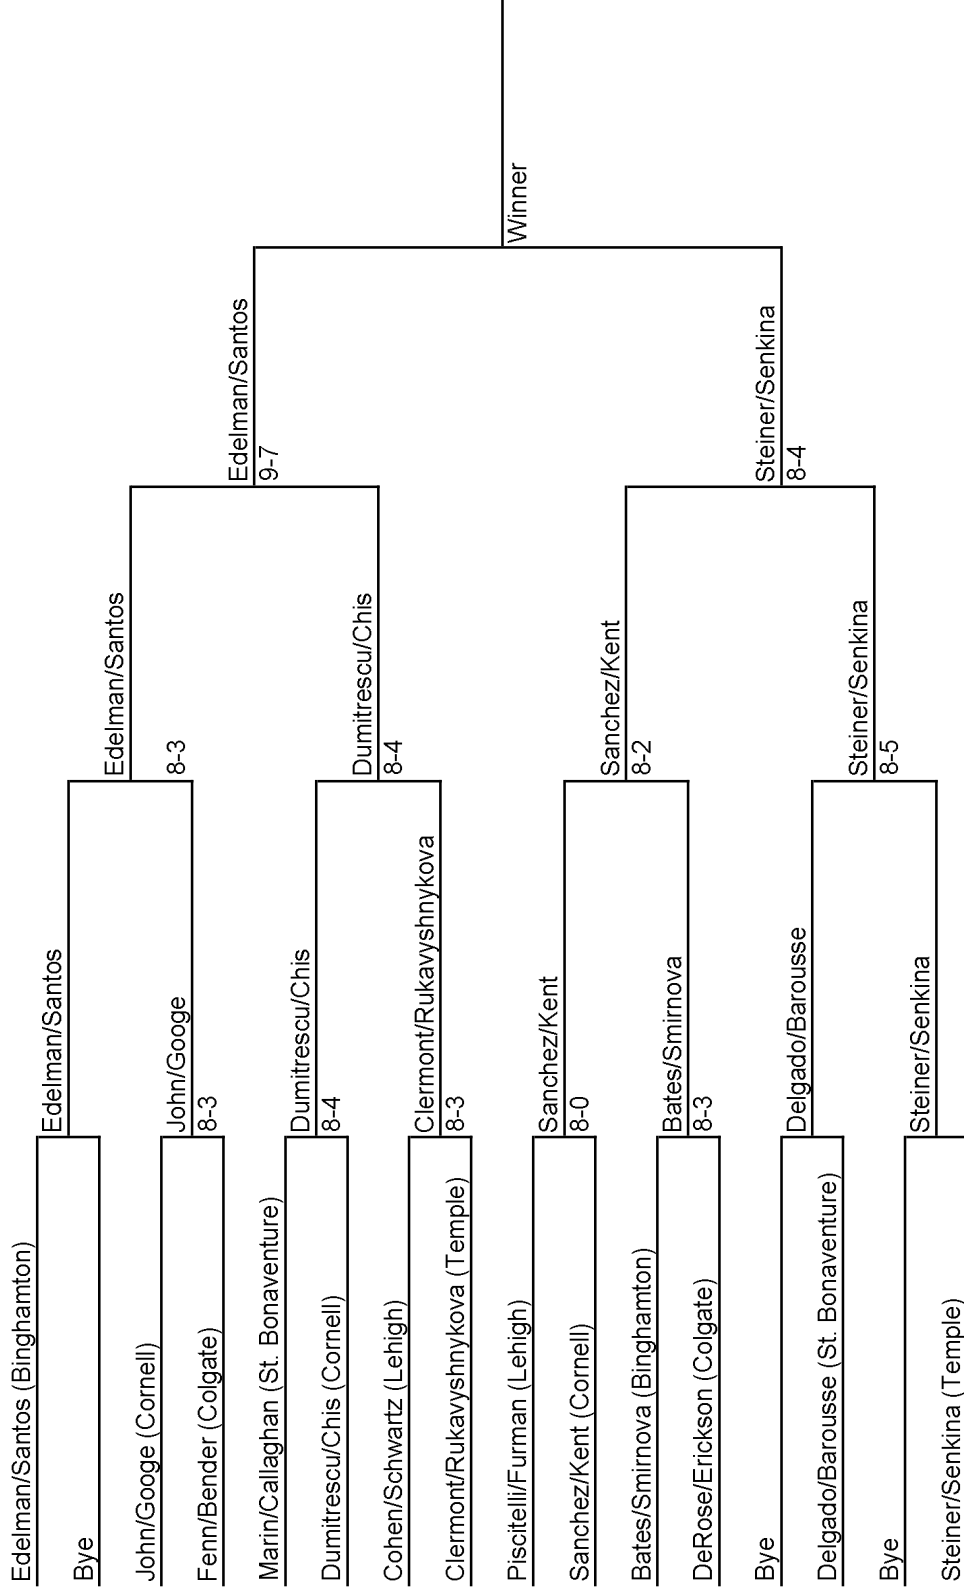 Edelman/Santos (Binghamton)
Bye
John/Googe (Cornell)
Fenn/Bender (Colgate)
Marin/Callaghan (St. Bonaventure)
Dumitrescu/Chis (Cornell)
Cohen/Schwartz (Lehigh)
Clermont/Rukavyshnykova (Temple)
Piscitelli/Furman (Lehigh)
Sanchez/Kent (Cornell)
Bates/Smirnova (Binghamton)
DeRose/Erickson (Colgate)
Bye
Delgado/Barousse (St. Bonaventure)
Bye
Steiner/Senkina (Temple)
Edelman/Santos
John/Googe
8-3
Dumitrescu/Chis
8-4
Clermont/Rukavyshnykova
8-3
Sanchez/Kent
8-0
Bates/Smirnova
8-3
Delgado/Barousse
Steiner/Senkina
Edelman/Santos
8-3
Dumitrescu/Chis
8-4
Sanchez/Kent
8-2
Steiner/Senkina
8-5
Edelman/Santos
9-7
Steiner/Senkina
8-4
Winner